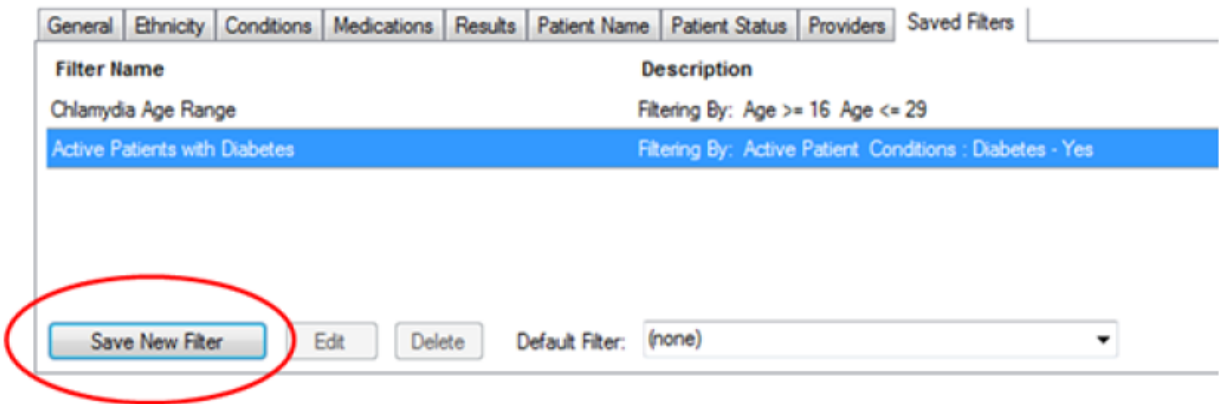 General Ethnicity Conditions Medications Results Patient Name Patient Status Providers Saved Filters
Filter Name Description
Chlamydia Age Range Filtering By: Age >= 16 Age <= 29
Active Patients with Diabetes Filtering By: Active Patient Conditions : Diabetes - Yes
Save New Filter Edit Delete Default Filter: (none)